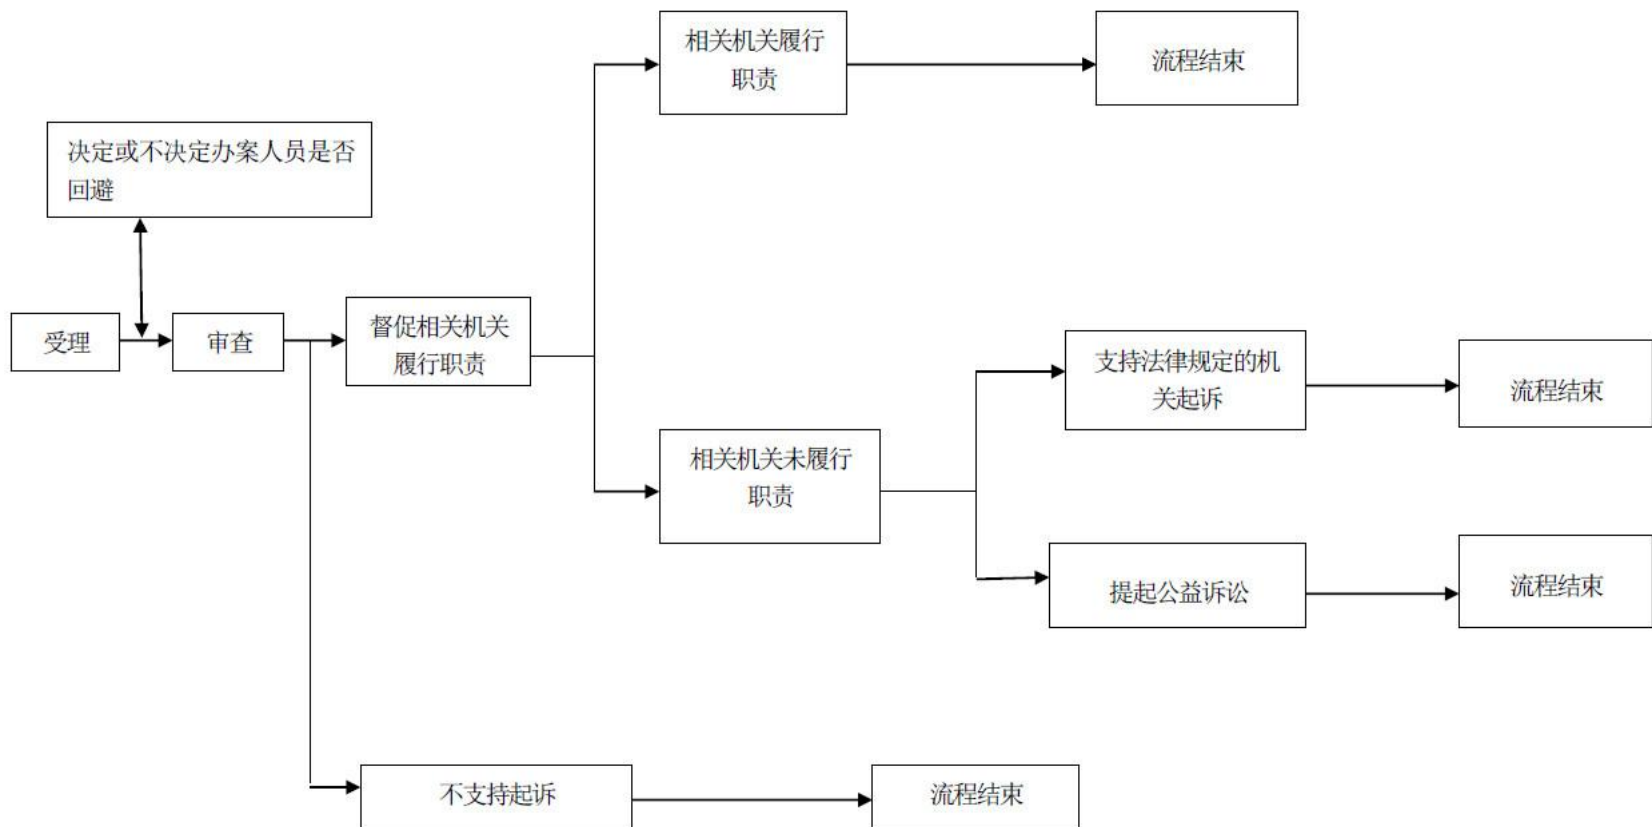 相关机关履行
职责
流程结束
决定或不决定办案人员是否
回避
受理
审查
督促相关机关
履行职责
支持法律规定的机
关起诉
流程结束
相关机关未履行
职责
提起公益诉讼
流程结束
不支持起诉
流程结束